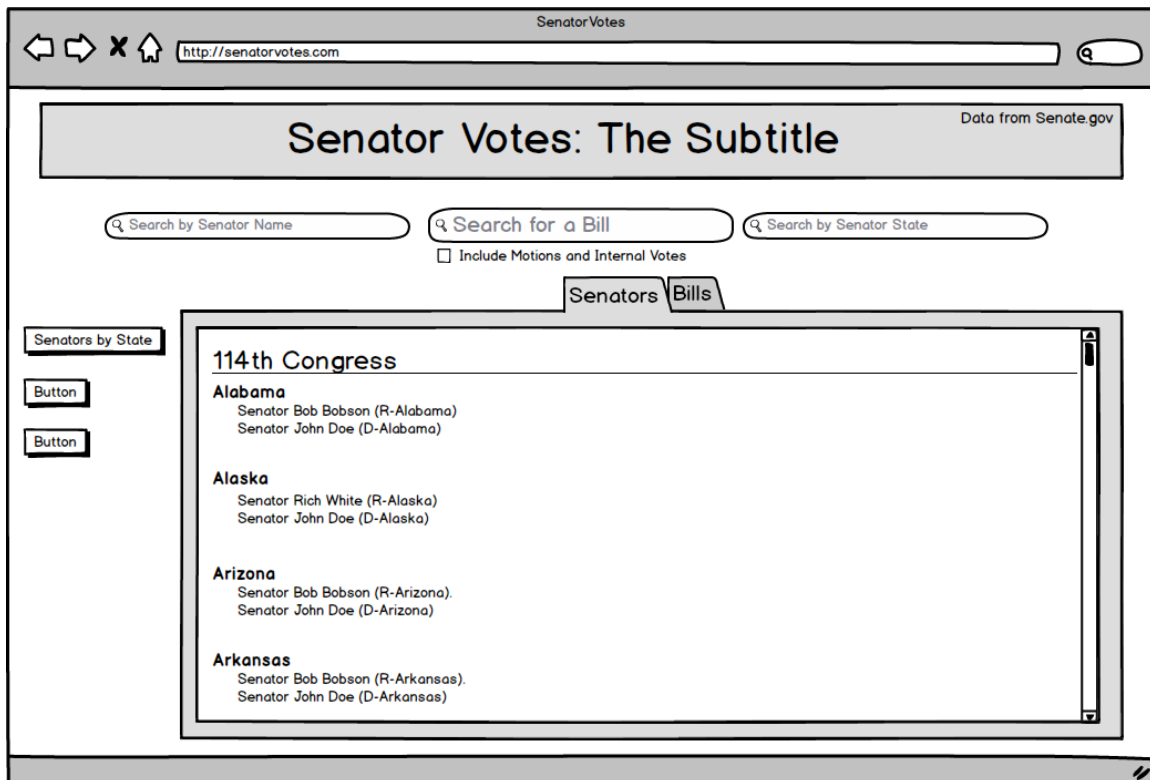 SenatorVotes
http://senatorvotes.com
Data from Senate.gov
Senator Votes: The Subtitle
Search by Senator Name
Search for a Bill
Search by Senator State
Include Motions and Internal Votes
Senators
Bills
Senators by State
Button
Button
114th Congress
Alabama
Senator Bob Bobson (R-Alabama)
Senator John Doe (D-Alabama)
Alaska
Senator Rich White (R-Alaska)
Senator John Doe (D-Alaska)
Arizona
Senator Bob Bobson (R-Arizona).
Senator John Doe (D-Arizona)
Arkansas
Senator Bob Bobson (R-Arkansas).
Senator John Doe (D-Arkansas)